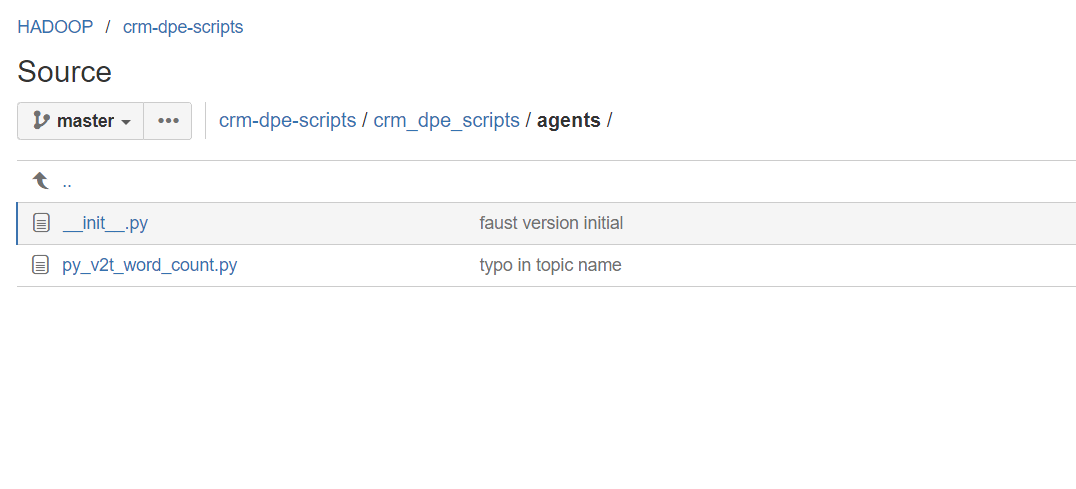 HADOOP / crm-dpe-scripts
Source
master ••• crm-dpe-scripts / crm_dpe_scripts / agents /
..
__init__.py faust version initial
py_v2t_word_count.py typo in topic name